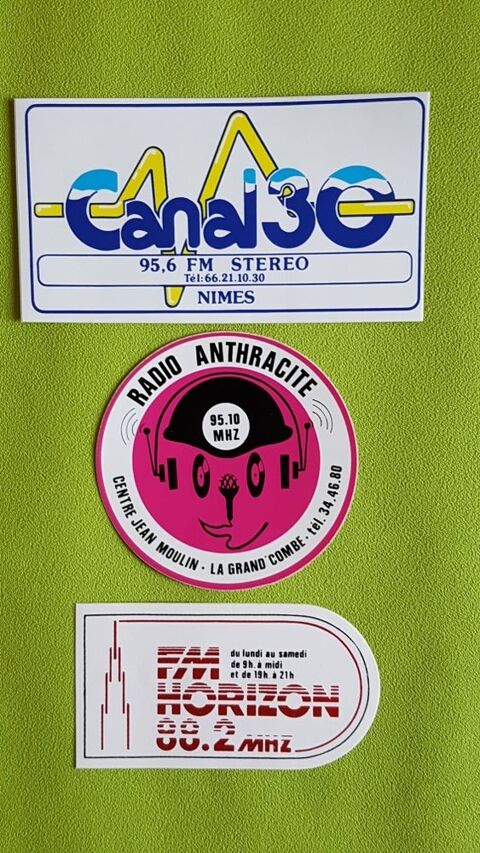 Canal 30
95,6 FM STEREO
Tél:66.21.10.30
NIMES
RADIO ANTHRACITE
95.10
MHZ
CENTRE JEAN MOULIN - LA GRAND'COMBE - tél. 34.46.80
FM
du lundi au samedi
de 9h. à midi
et de 19h. à 21h
HORIZON
88.2 MHZ